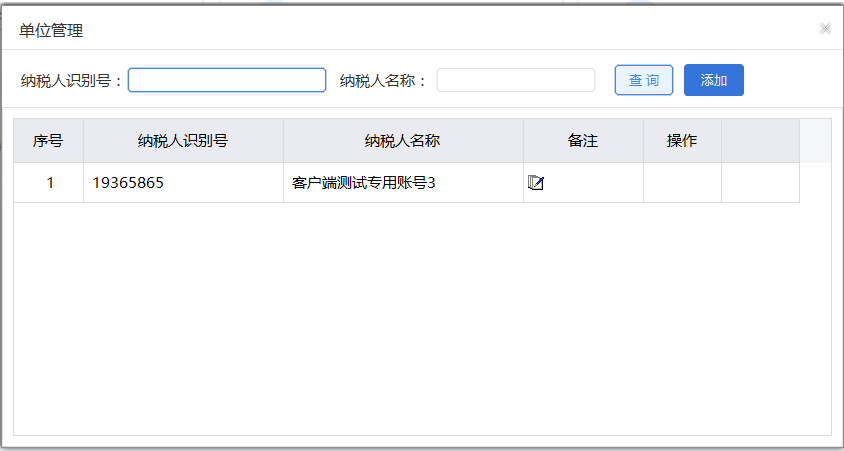 单位管理
纳税人识别号： 纳税人名称： 查 询 添加
序号 纳税人识别号 纳税人名称 备注 操作
1 19365865 客户端测试专用账号3